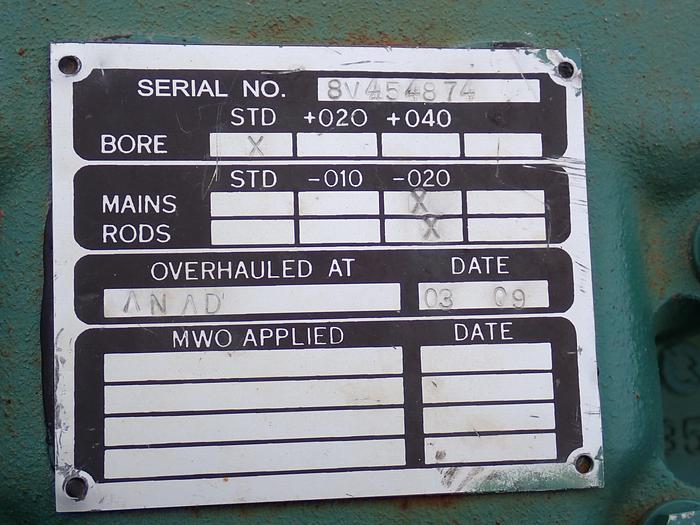 SERIAL NO. 8V454874
STD +020 +040
BORE X
STD -010 -020
MAINS X
RODS X
OVERHAULED AT DATE
ANAD 03 09
MWO APPLIED DATE